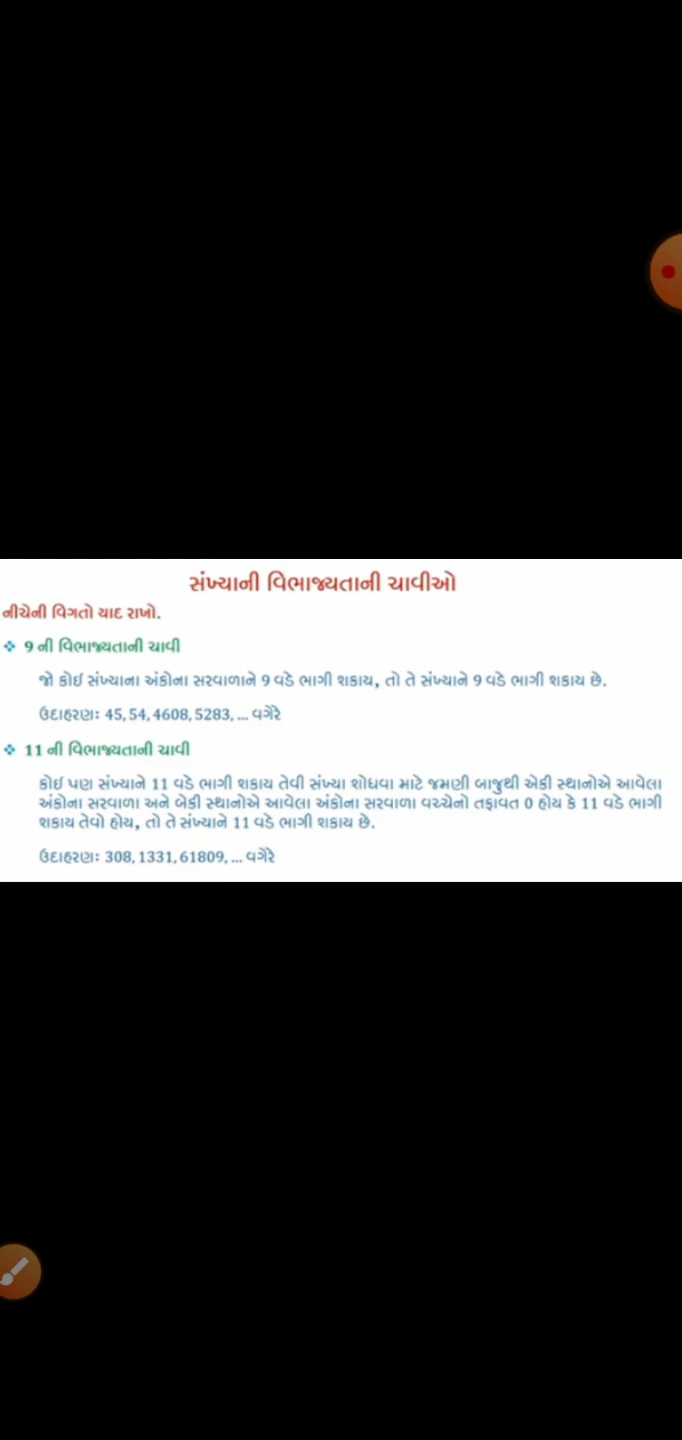 સંખ્યાની વિભાજ્યતાની ચાવીઓ
નીચેની વિગતો યાદ રાખો.
❖ 9 ની વિભાજ્યતાની ચાવી
જો કોઈ સંખ્યાના અંકોના સરવાળાને 9 વડે ભાગી શકાય, તો તે સંખ્યાને 9 વડે ભાગી શકાય છે.
ઉદાહરણઃ 45, 54, 4608, 5283, ... વગેરે
❖ 11 ની વિભાજ્યતાની ચાવી
કોઈ પણ સંખ્યાને 11 વડે ભાગી શકાય તેવી સંખ્યા શોધવા માટે જમણી બાજુથી એકી સ્થાનોએ આવેલા
અંકોના સરવાળા અને બેકી સ્થાનોએ આવેલા અંકોના સરવાળા વચ્ચેનો તફાવત 0 હોય કે 11 વડે ભાગી
શકાય તેવો હોય, તો તે સંખ્યાને 11 વડે ભાગી શકાય છે.
ઉદાહરણઃ 308, 1331, 61809, ... વગેરે